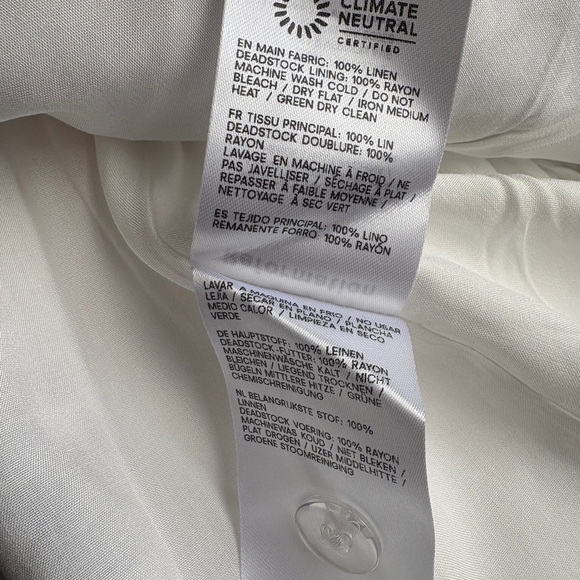 CLIMATE
NEUTRAL
CERTIFIED
EN MAIN FABRIC: 100% LINEN
DEADSTOCK LINING: 100% RAYON
MACHINE WASH COLD / DO NOT
BLEACH / DRY FLAT / IRON MEDIUM
HEAT / GREEN DRY CLEAN
FR TISSU PRINCIPAL: 100% LIN
DEADSTOCK DOUBLURE: 100%
RAYON
LAVAGE EN MACHINE À FROID / NE
PAS JAVELLISER / SÉCHAGE À PLAT /
REPASSER À FAIBLE MOYENNE /
NETTOYAGE À SEC VERT
ES TEJIDO PRINCIPAL: 100% LINO
REMANENTE FORRO: 100% RAYÓN
Reformation
LAVAR A MAQUINA EN FRIO / NO USAR
LEJIA / SECAR EN PLANO / PLANCHA
MEDIO CALOR / LIMPIEZA EN SECO
VERDE
DE HAUPTSTOFF: 100% LEINEN
DEADSTOCK.FUTTER: 100% RAYON
MASCHINENWÄSCHE KALT / NICHT
BLEICHEN / LIEGEND TROCKNEN /
BÜGELN MITTLERE HITZE / GRÜNE
CHEMISCHREINIGUNG
NL BELANGRIJKSTE STOF: 100%
LINNEN
DEADSTOCK VOERING: 100% RAYON
MACHINEWAS KOUD / NIET BLEKEN /
PLAT DROGEN / IJZER MIDDELHITTE /
GROENE STOOMREINIGING